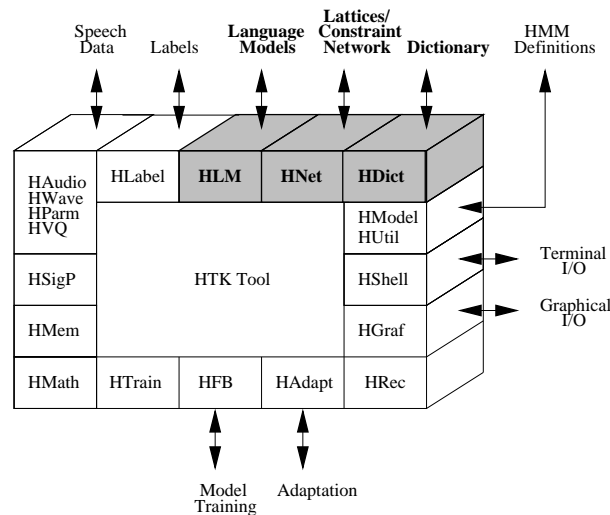 Speech
Data
Labels
Language
Models
Lattices/
Constraint
Network
Dictionary
HMM
Definitions
HAudio
HWave
HParm
HVQ
HLabel
HLM
HNet
HDict
HModel
HUtil
HSigP
HTK Tool
HShell
Terminal
I/O
HMem
HGraf
Graphical
I/O
HMath
HTrain
HFB
HAdapt
HRec
Model
Training
Adaptation